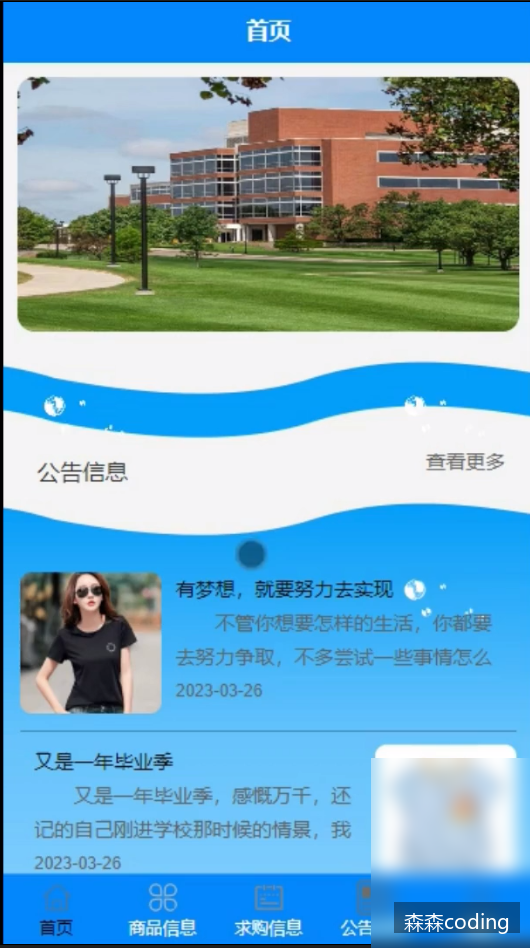 首页
公告信息
查看更多
有梦想，就要努力去实现
不管你想要怎样的生活，你都要
去努力争取，不多尝试一些事情怎么
2023-03-26
又是一年毕业季
又是一年毕业季，感慨万千，还
记的自己刚进学校那时候的情景，我
2023-03-26
首页
商品信息
求购信息
公告
森森coding